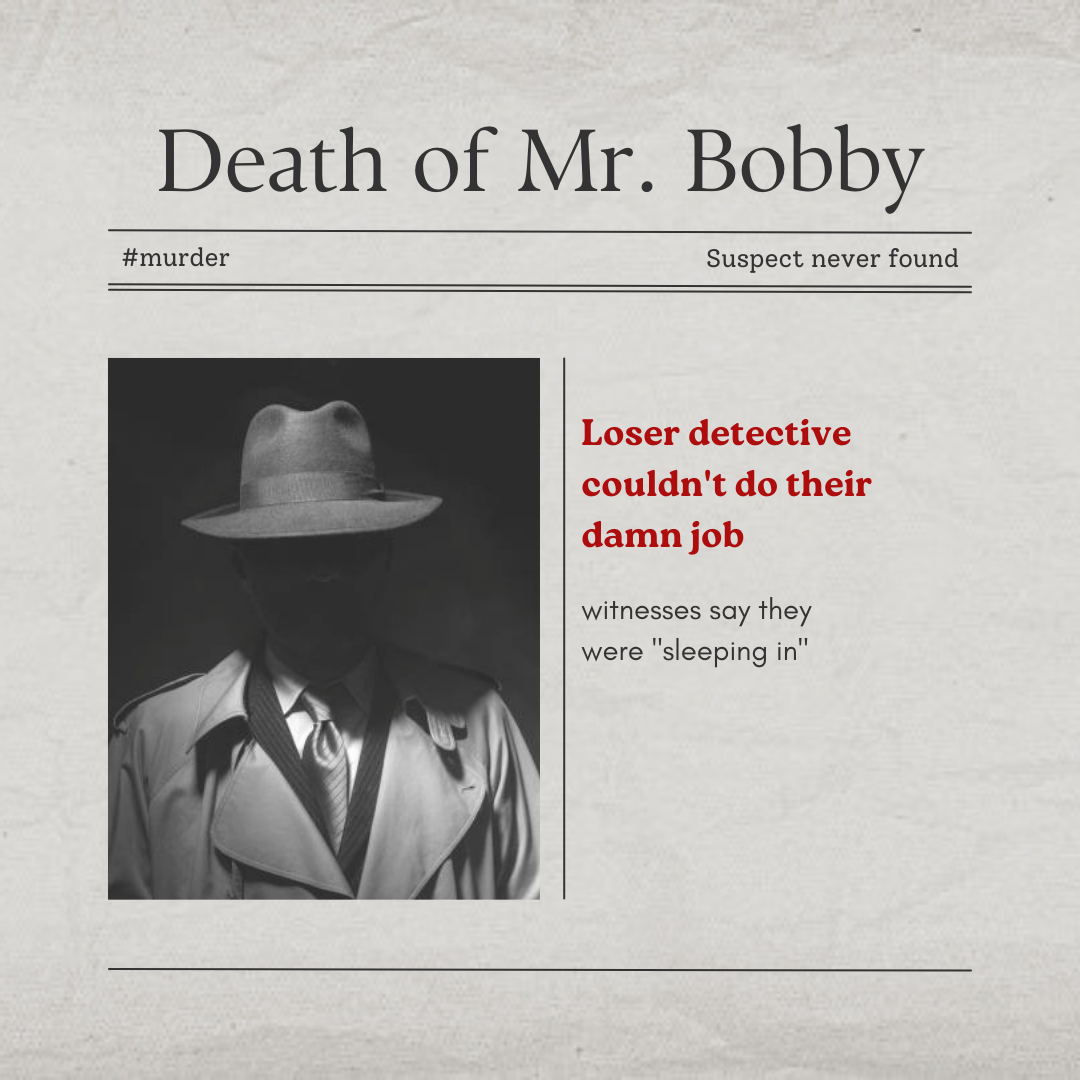 Death of Mr. Bobby
#murder
Suspect never found
Loser detective
couldn't do their
damn job
witnesses say they
were "sleeping in"